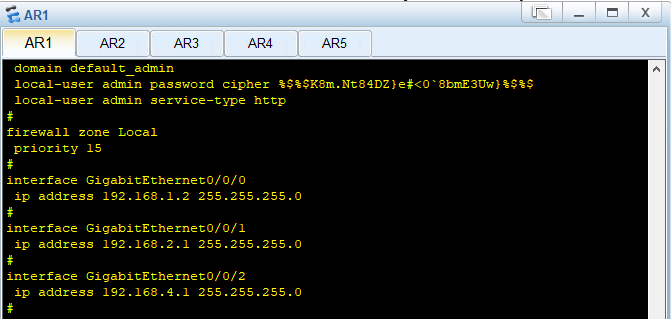 AR1
AR1 AR2 AR3 AR4 AR5
domain default_admin
local-user admin password cipher %$%$K8m.Nt84DZ}e#<0`8bmE3Uw}%$%$
local-user admin service-type http
#
firewall zone Local
priority 15
#
interface GigabitEthernet0/0/0
ip address 192.168.1.2 255.255.255.0
#
interface GigabitEthernet0/0/1
ip address 192.168.2.1 255.255.255.0
#
interface GigabitEthernet0/0/2
ip address 192.168.4.1 255.255.255.0
#